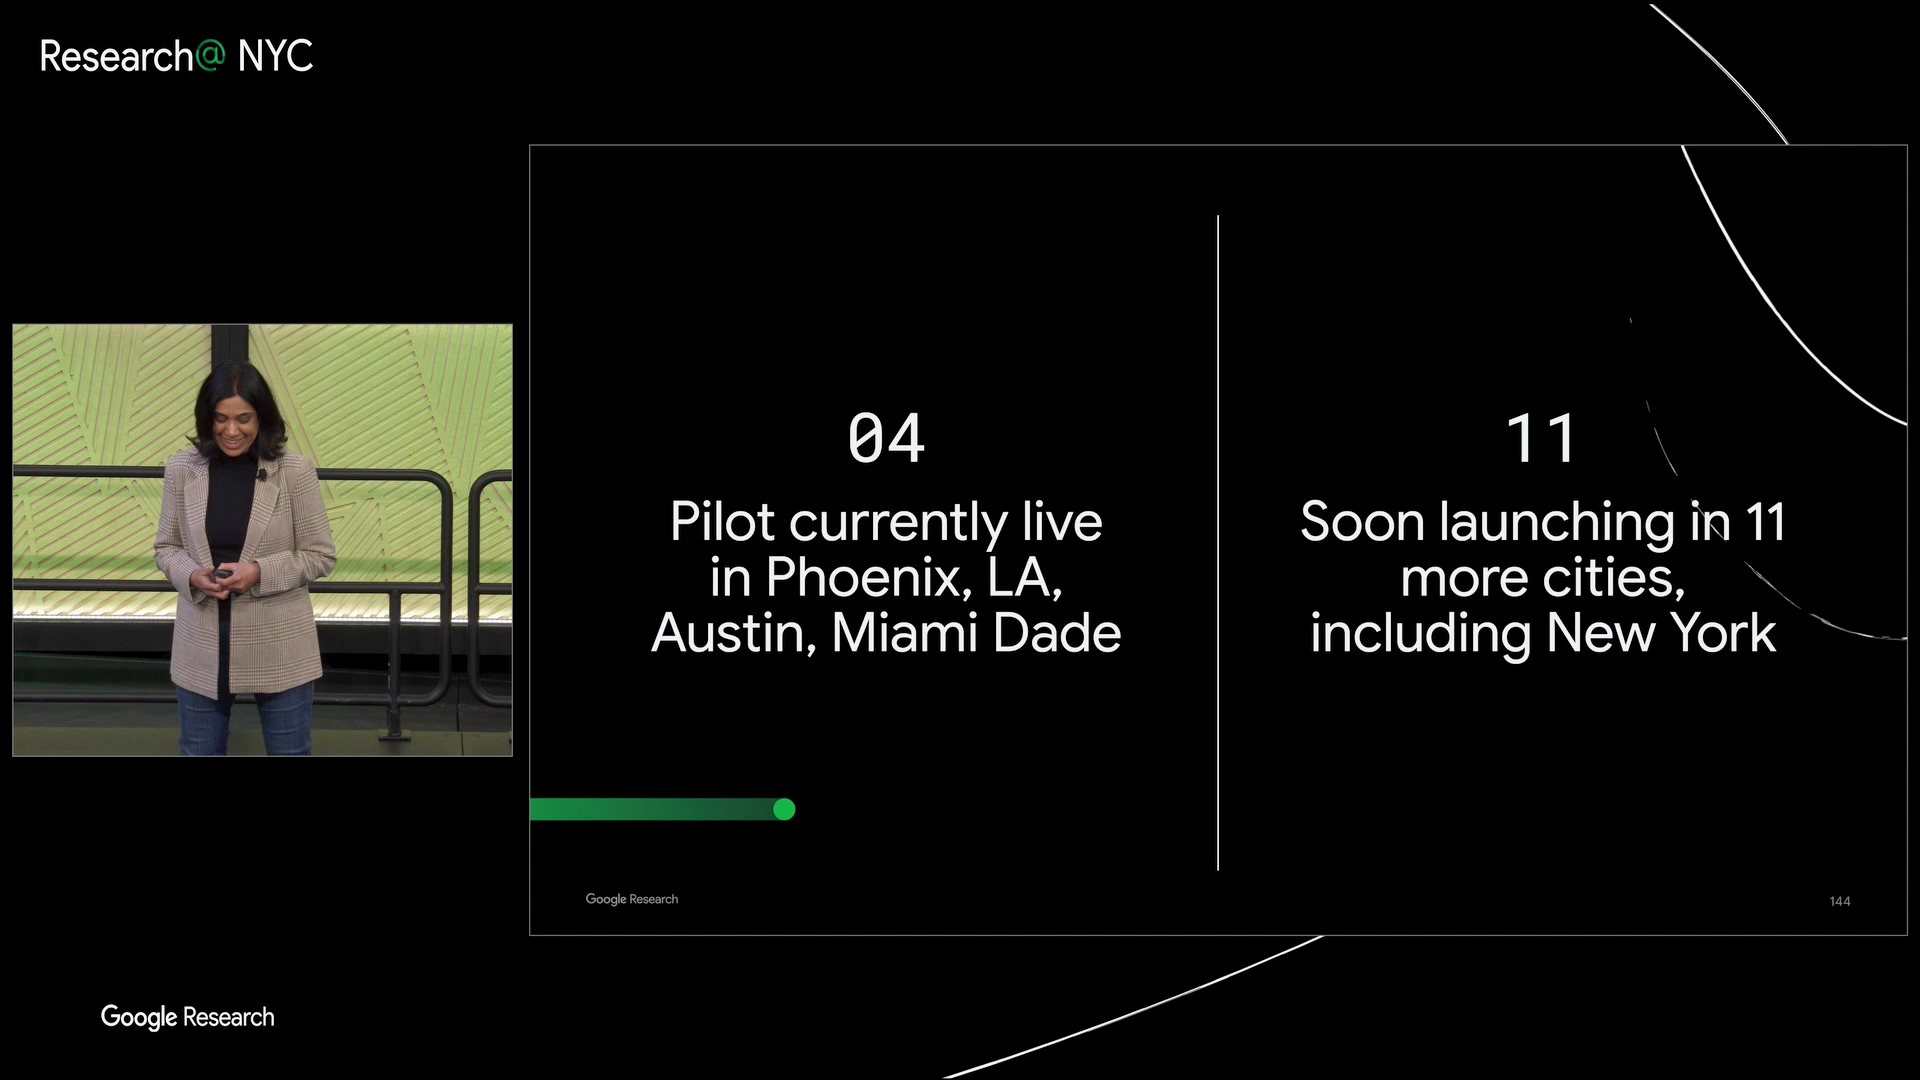 Research@ NYC
04
Pilot currently live
in Phoenix, LA,
Austin, Miami Dade
11
Soon launching in 11
more cities,
including New York
Google Research
144
Google Research